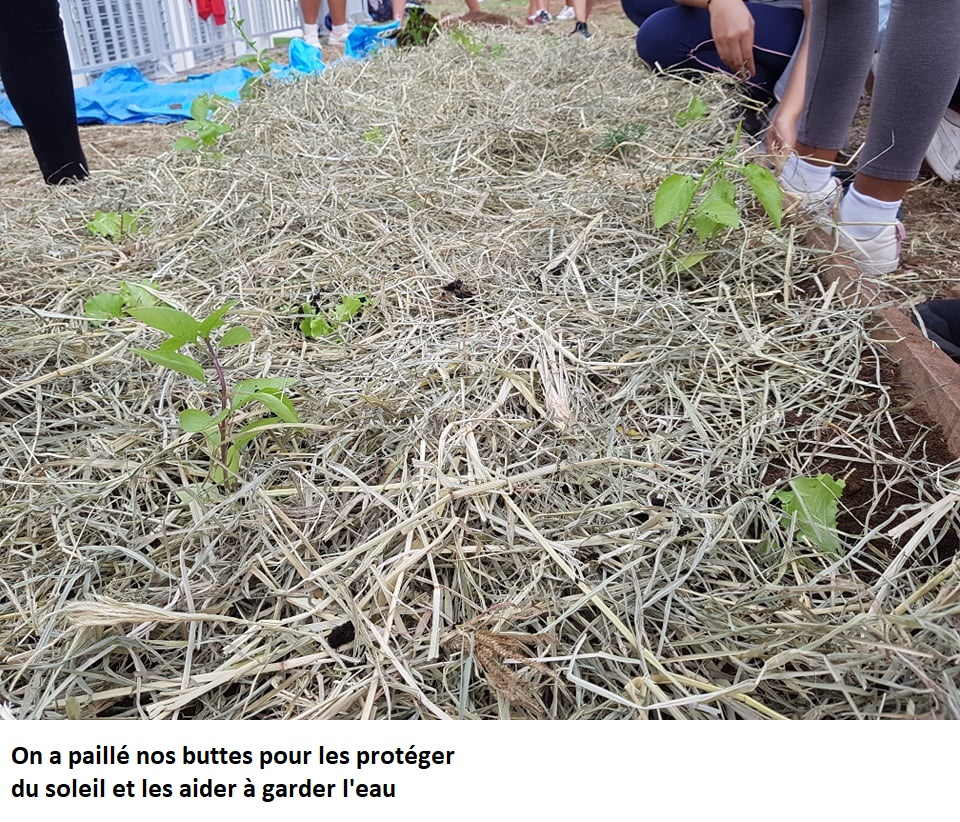 On a paillé nos buttes pour les protéger
du soleil et les aider à garder l'eau